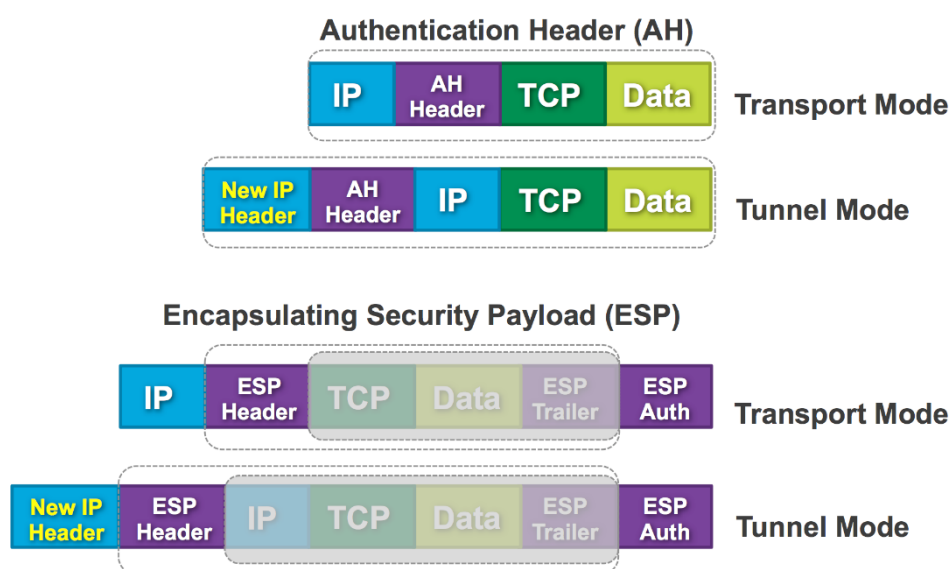 Authentication Header (AH)
IP AH Header TCP Data Transport Mode
New IP Header AH Header IP TCP Data Tunnel Mode
Encapsulating Security Payload (ESP)
IP ESP Header TCP Data ESP Trailer ESP Auth Transport Mode
New IP Header ESP Header IP TCP Data ESP Trailer ESP Auth Tunnel Mode